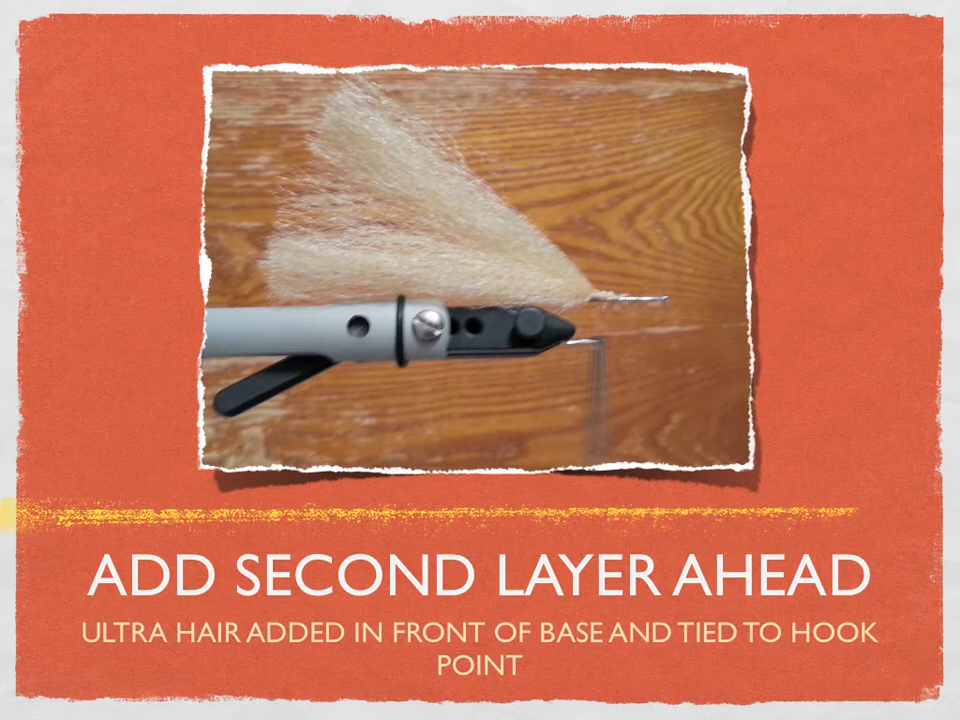 ADD SECOND LAYER AHEAD
ULTRA HAIR ADDED IN FRONT OF BASE AND TIED TO HOOK
POINT